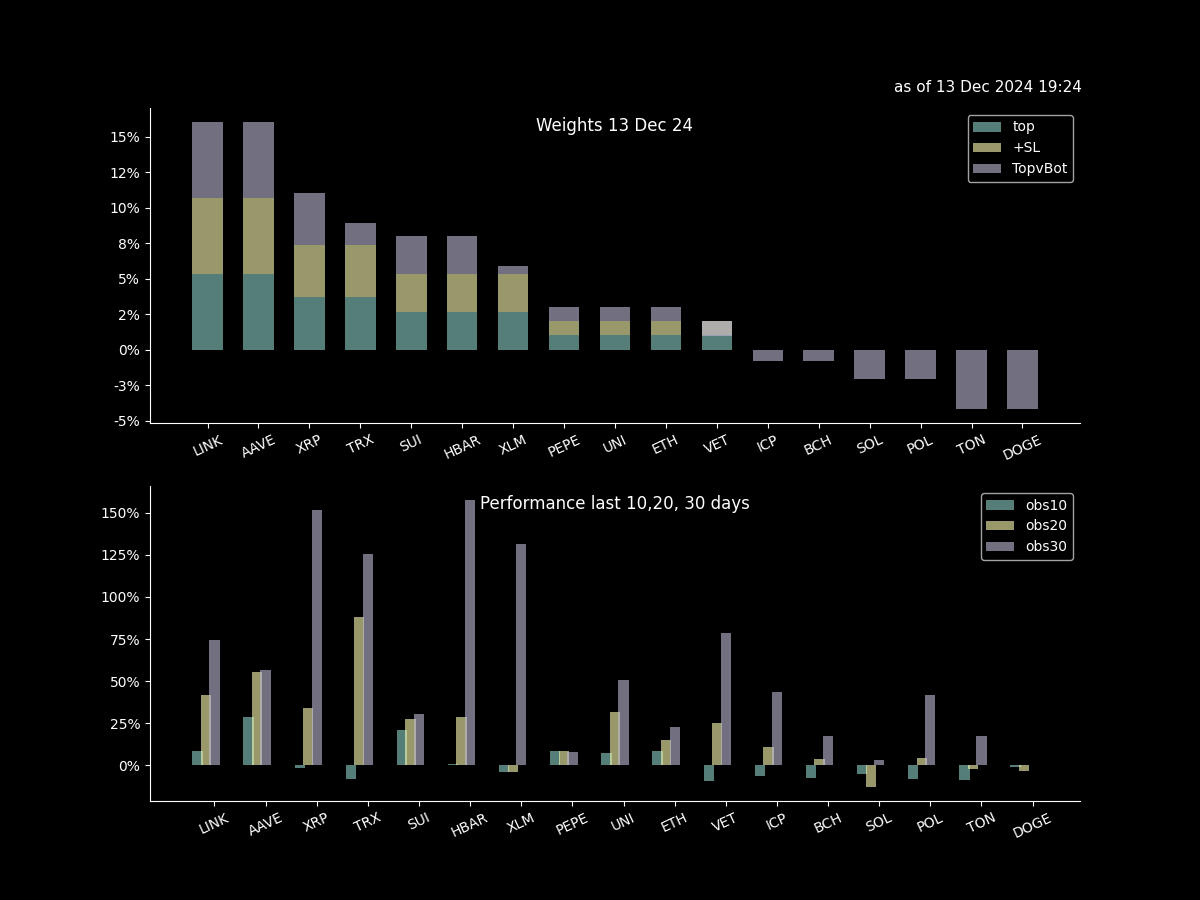 as of 13 Dec 2024 19:24
Weights 13 Dec 24
top
+SL
TopvBot
15%
12%
10%
8%
5%
2%
0%
-3%
-5%
LINK AAVE XRP TRX SUI HBAR XLM PEPE UNI ETH VET ICP BCH SOL POL TON DOGE
Performance last 10,20, 30 days
obs10
obs20
obs30
150%
125%
100%
75%
50%
25%
0%
LINK AAVE XRP TRX SUI HBAR XLM PEPE UNI ETH VET ICP BCH SOL POL TON DOGE